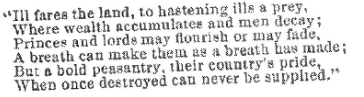 "Ill fares the land, to hastening ills a prey,
Where wealth accumulates and men decay;
Princes and lords may flourish or may fade,
A breath can make them as a breath has made;
But a bold peasantry, their country's pride,
When once destroyed can never be supplied."